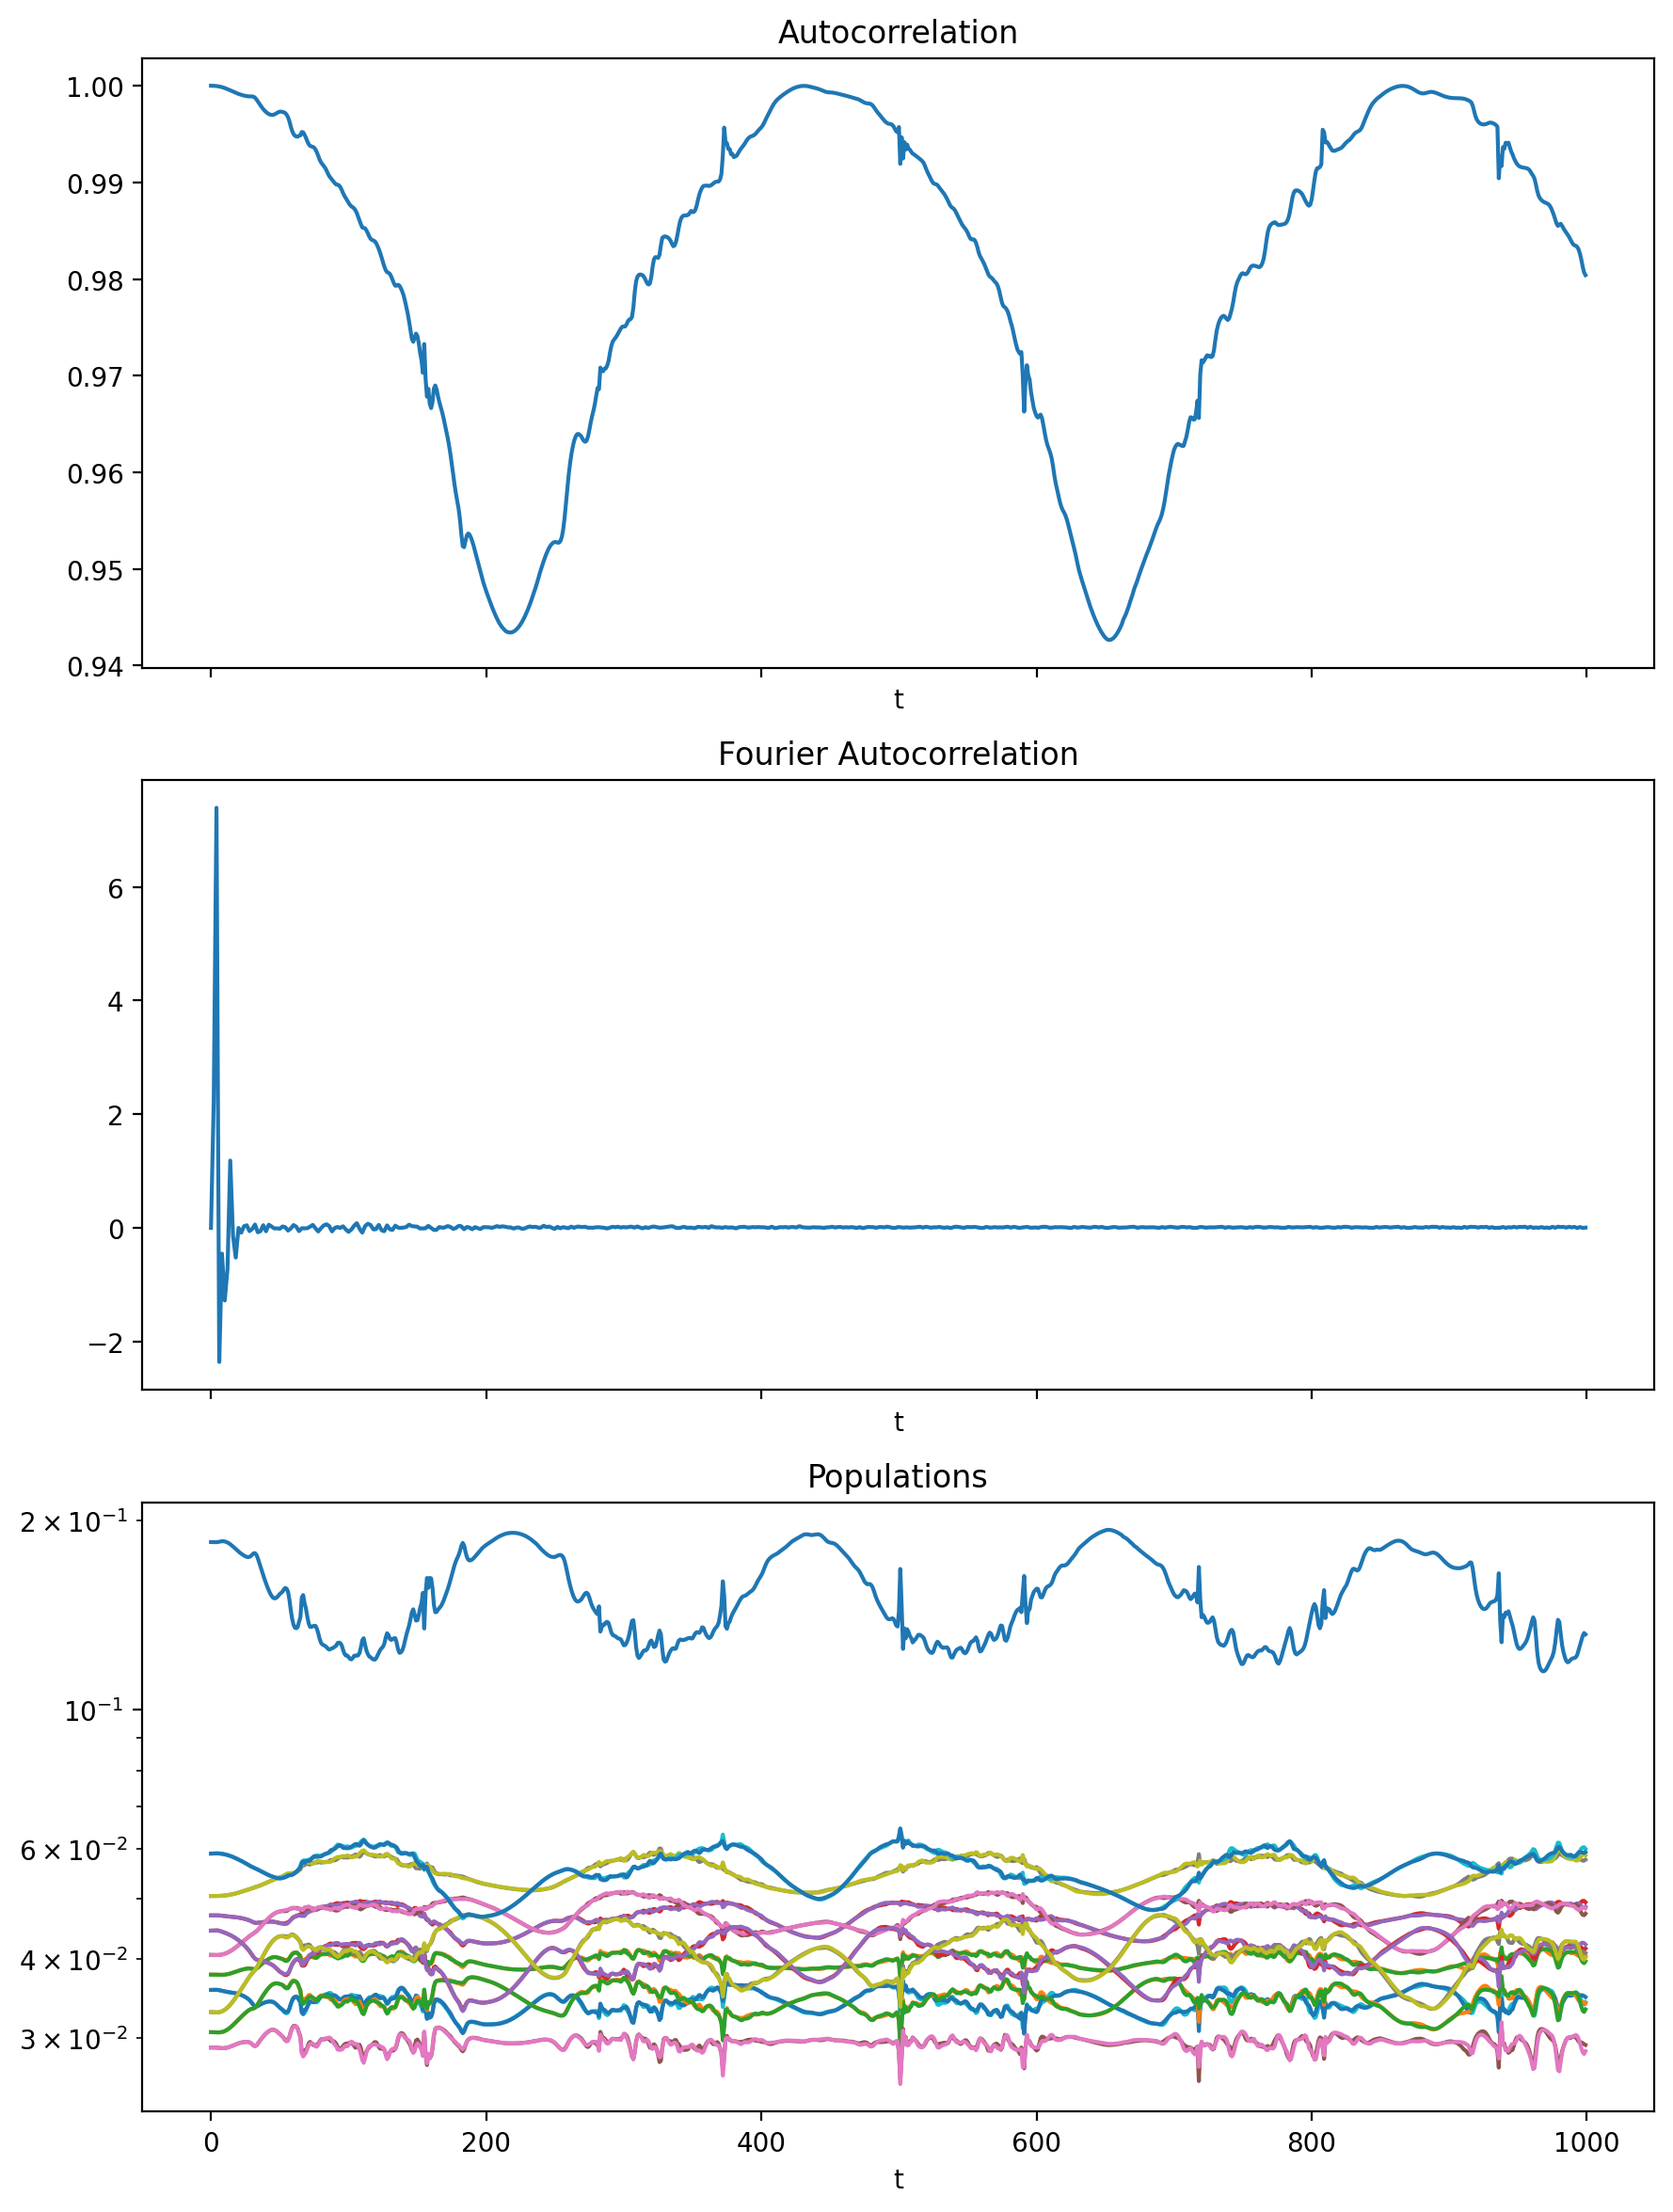 Autocorrelation
1.00
0.99
0.98
0.97
0.96
0.95
0.94
t
Fourier Autocorrelation
6
4
2
0
−2
t
Populations
2 × 10⁻¹
10⁻¹
6 × 10⁻²
4 × 10⁻²
3 × 10⁻²
0 200 400 600 800 1000
t